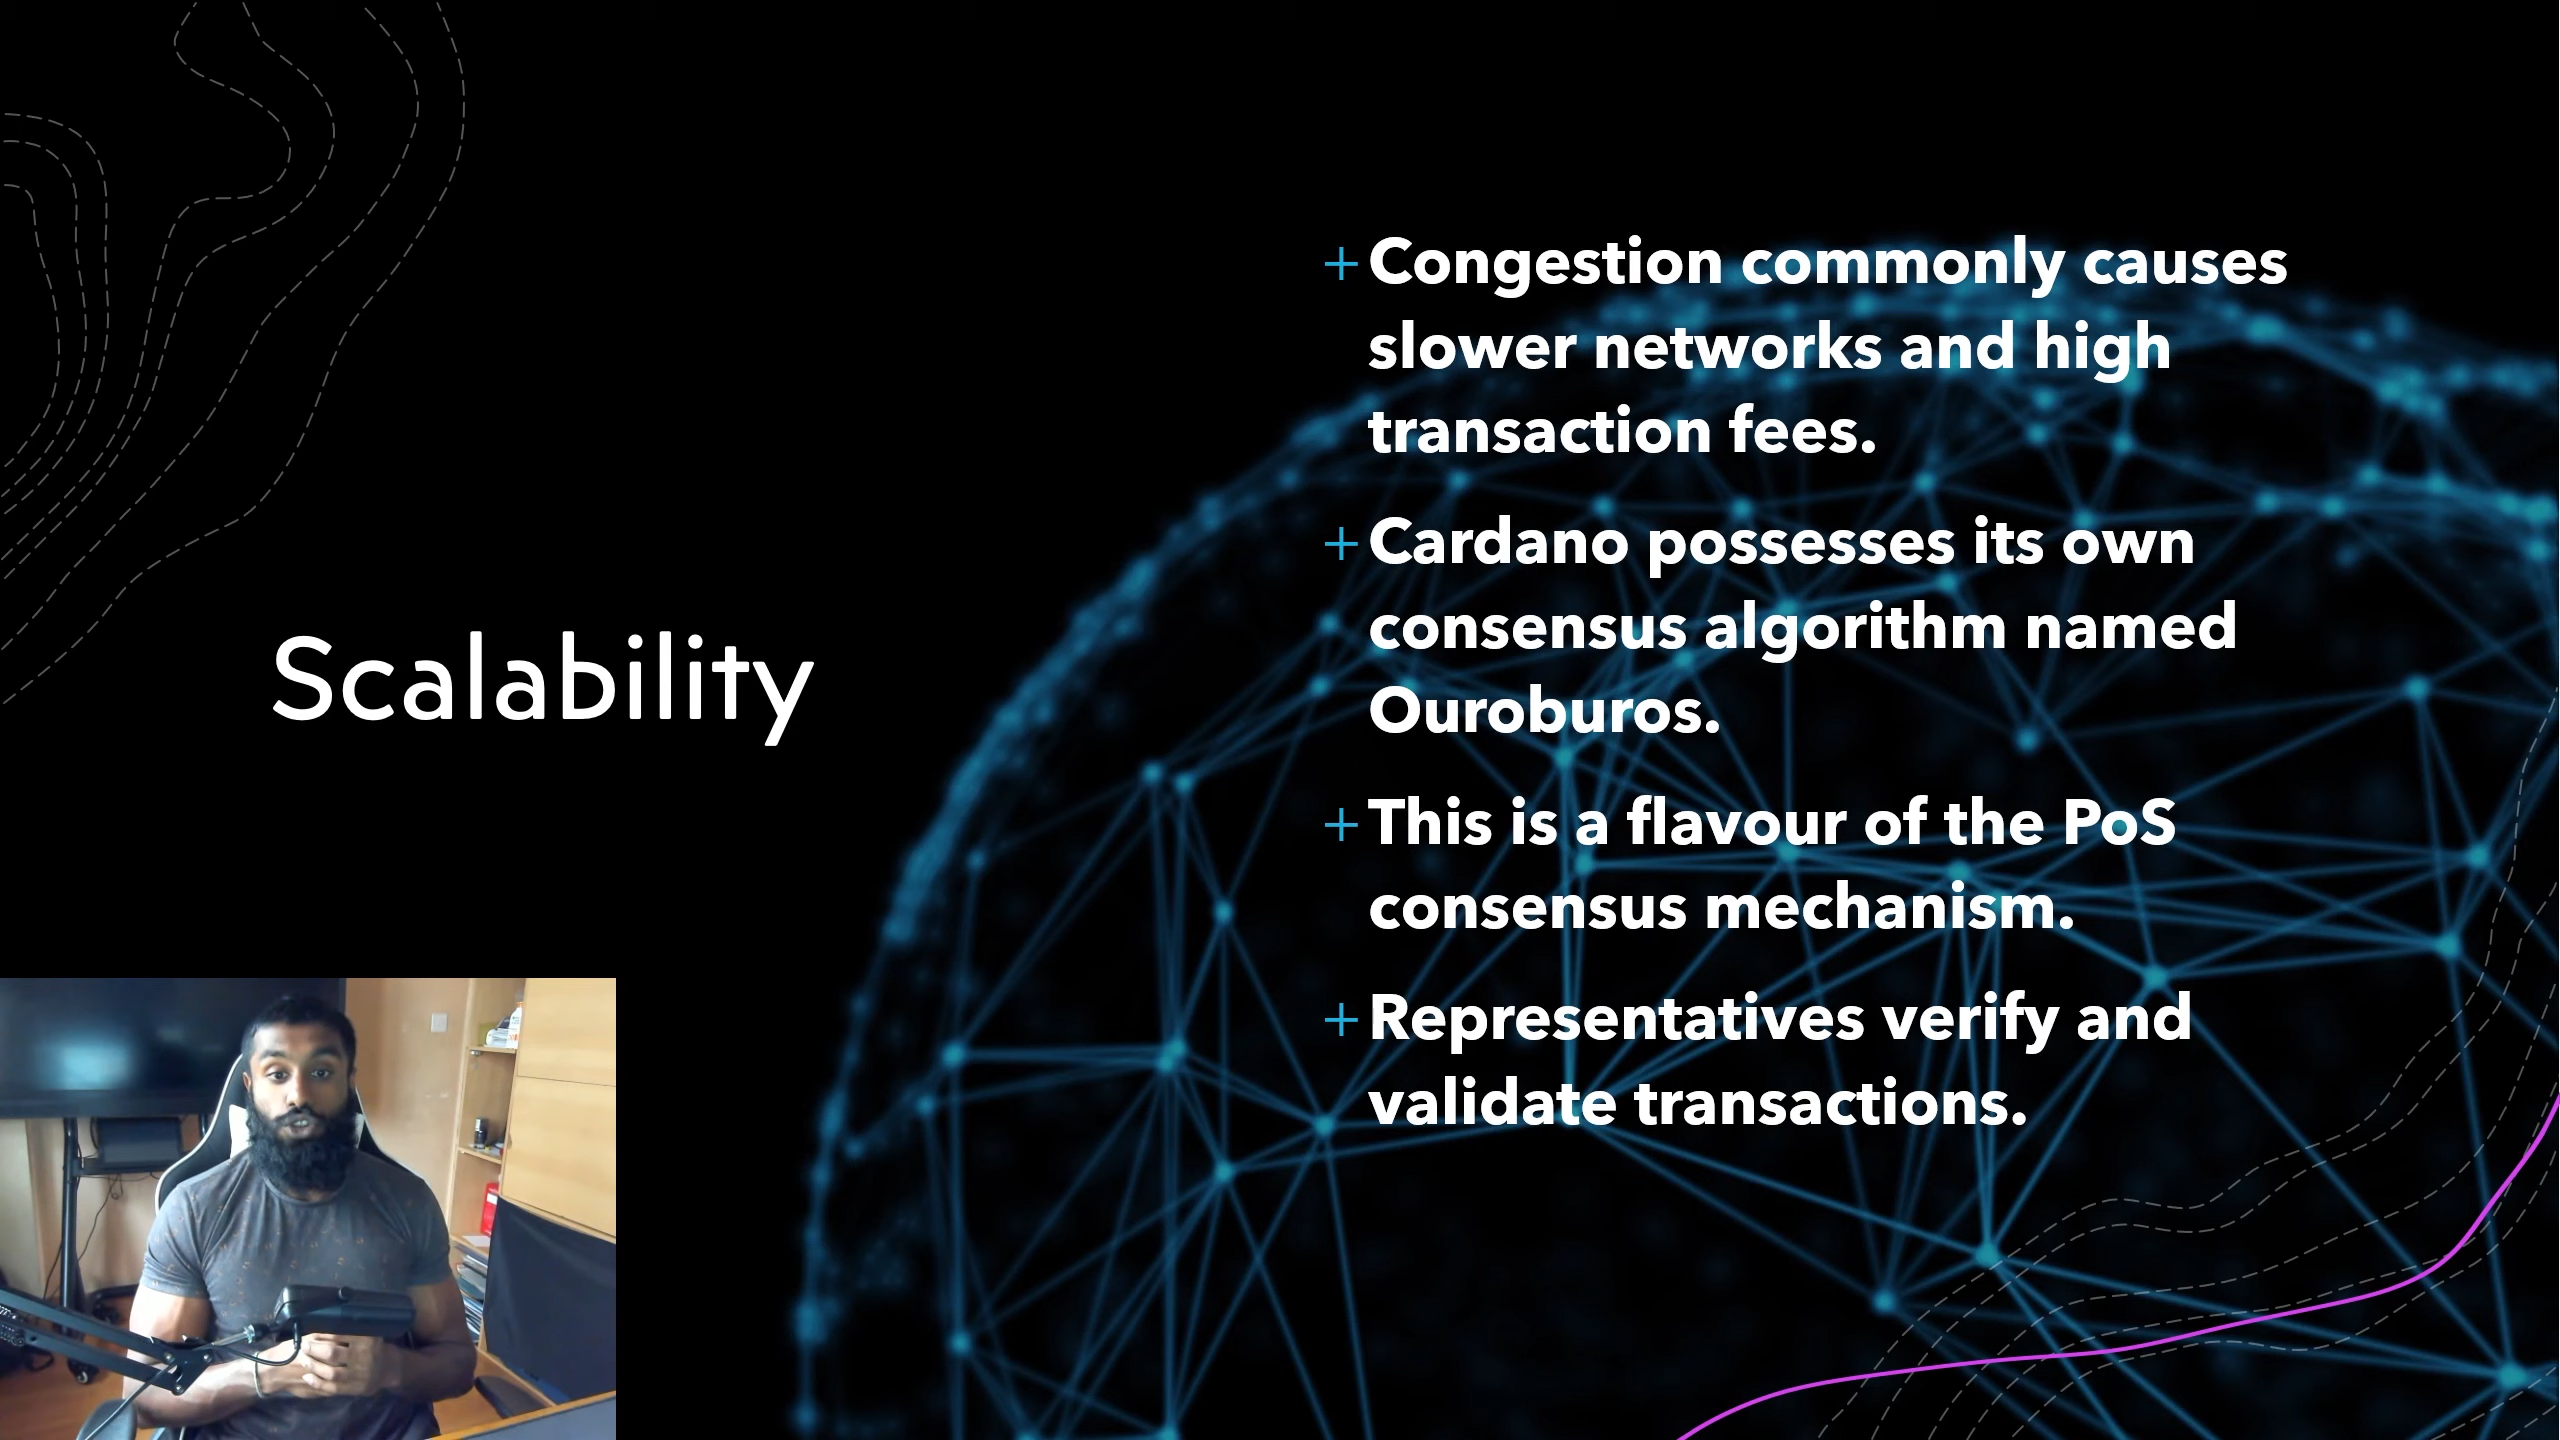 Scalability
+ Congestion commonly causes
slower networks and high
transaction fees.
+ Cardano possesses its own
consensus algorithm named
Ouroburos.
+ This is a flavour of the PoS
consensus mechanism.
+ Representatives verify and
validate transactions.